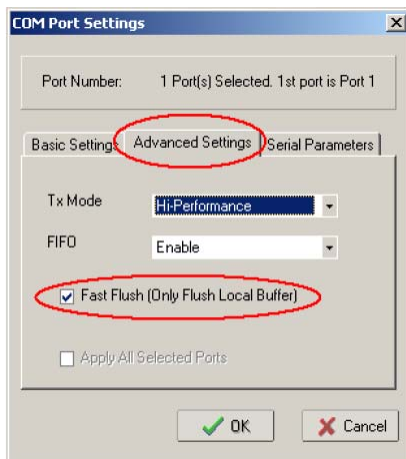 COM Port Settings
Port Number: 1 Port(s) Selected. 1st port is Port 1
Basic Settings Advanced Settings Serial Parameters
Tx Mode Hi-Performance
FIFO Enable
Fast Flush (Only Flush Local Buffer)
Apply All Selected Ports
OK Cancel